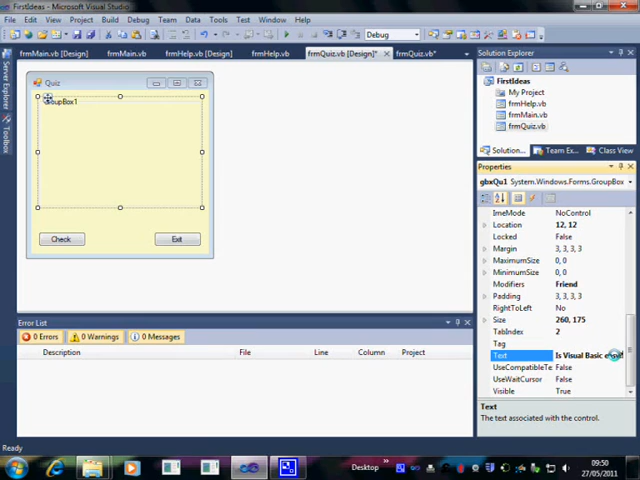 FirstIdeas - Microsoft Visual Studio
File Edit View Project Build Debug Team Data Tools Test Window Help
Debug
frmMain.vb [Design] frmMain.vb frmHelp.vb [Design] frmHelp.vb frmQuiz.vb [Design]* frmQuiz.vb*
Server Explorer
Toolbox
Quiz
GroupBox1
Check Exit
Solution Explorer
FirstIdeas
My Project
frmHelp.vb
frmMain.vb
frmQuiz.vb
Solution... Team Ex... Class View
Properties
gbxQu1 System.Windows.Forms.GroupBox
ImeMode NoControl
Location 12, 12
Locked False
Margin 3, 3, 3, 3
MaximumSize 0, 0
MinimumSize 0, 0
Modifiers Friend
Padding 3, 3, 3, 3
RightToLeft No
Size 260, 175
TabIndex 2
Tag
Text Is Visual Basic
UseCompatibleTe False
UseWaitCursor False
Visible True
Text
The text associated with the control.
Error List
0 Errors 0 Warnings 0 Messages
Description File Line Column Project
Ready
Desktop
09:50
27/05/2011